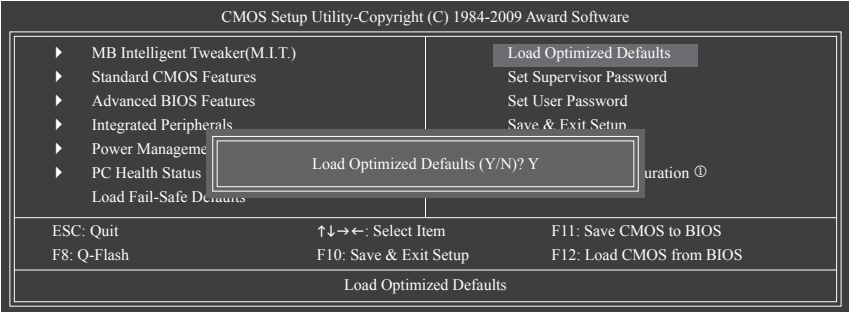 CMOS Setup Utility-Copyright (C) 1984-2009 Award Software
MB Intelligent Tweaker(M.I.T.)
Standard CMOS Features
Advanced BIOS Features
Integrated Peripherals
Power
PC Health Status
Load Fail-Safe Defaults
Load Optimized Defaults
Set Supervisor Password
Set User Password
Save & Exit Setup
①
Load Optimized Defaults (Y/N)? Y
ESC: Quit
↑↓→←: Select Item
F11: Save CMOS to BIOS
F8: Q-Flash
F10: Save & Exit Setup
F12: Load CMOS from BIOS
Load Optimized Defaults